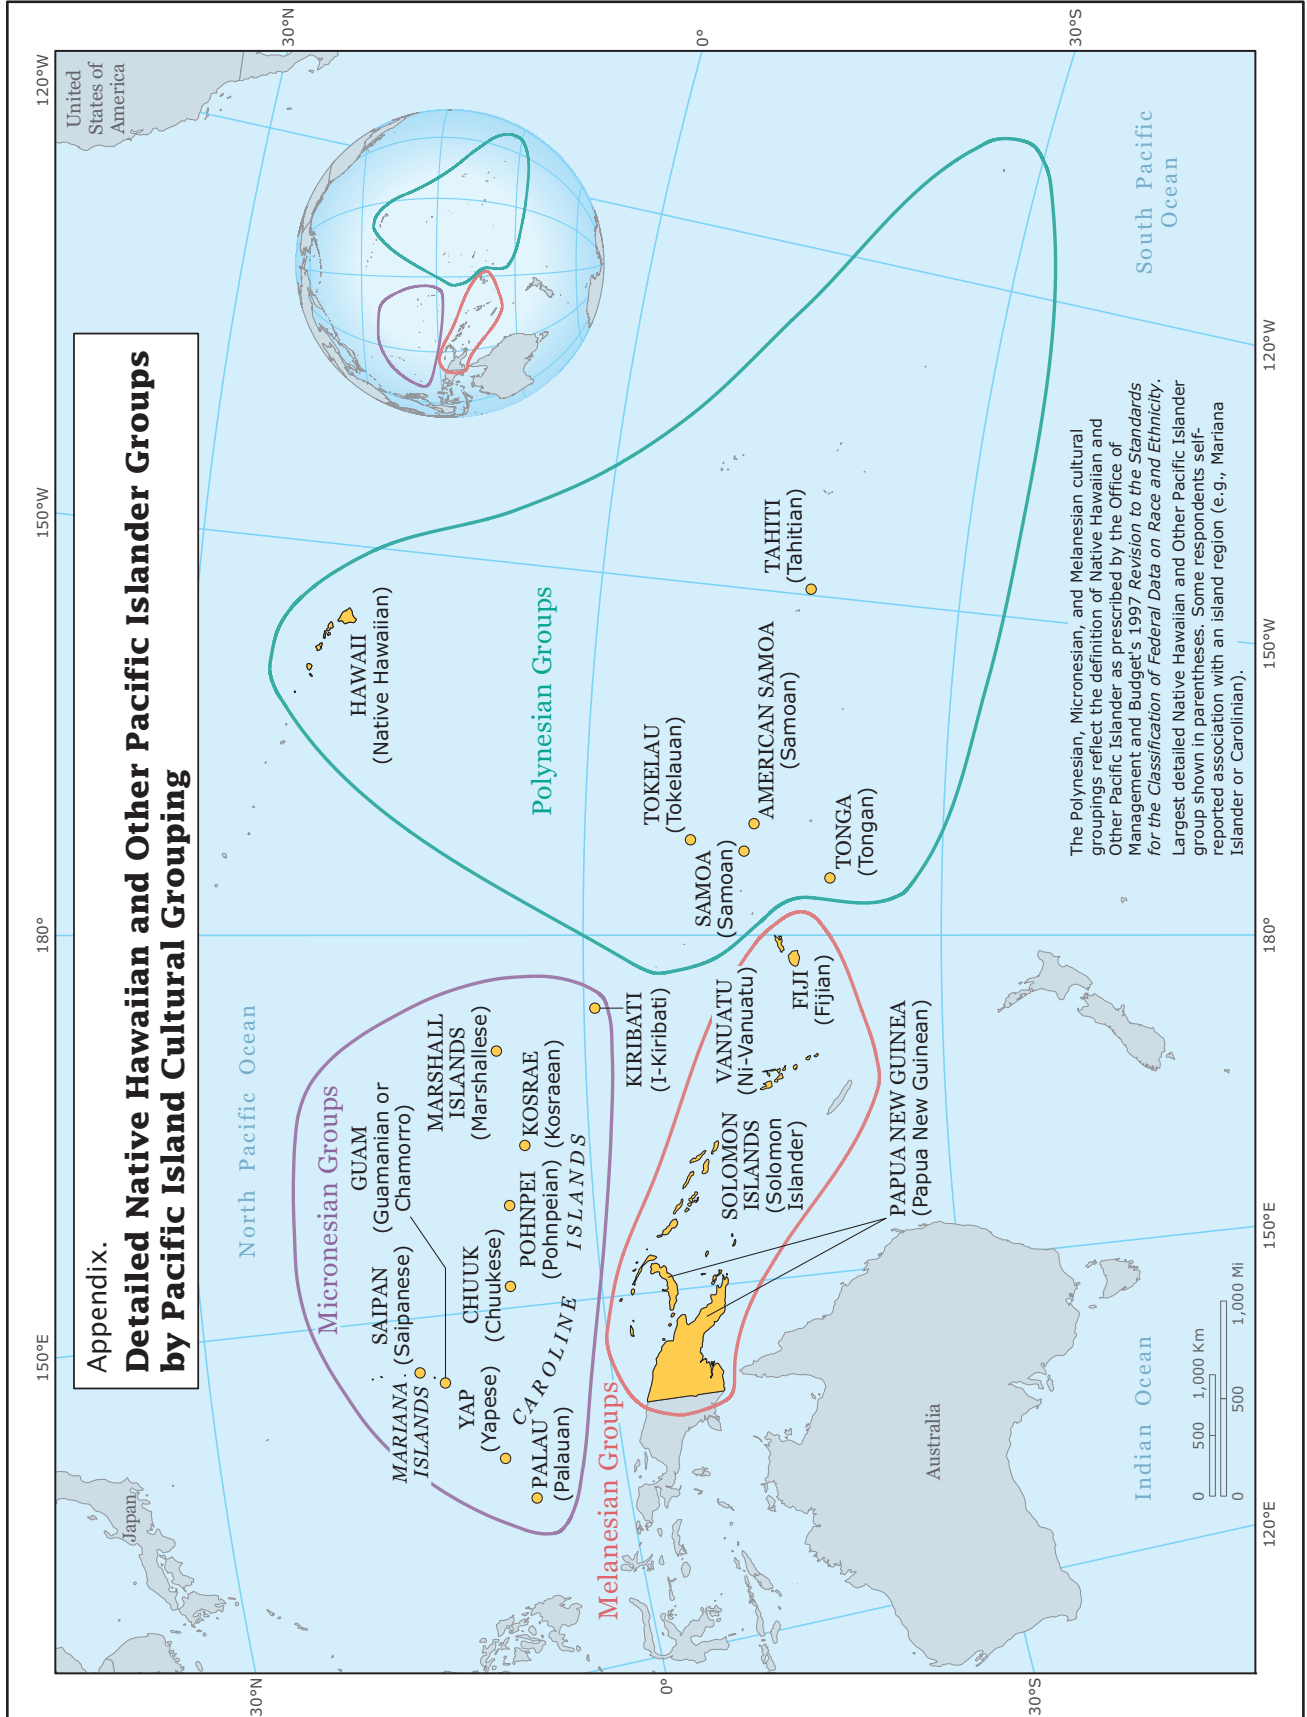 Appendix.
Detailed Native Hawaiian and Other Pacific Islander Groups
by Pacific Island Cultural Grouping
120°E
150°E
180°
150°W
120°W
30°N
0°
30°S
150°E
180°
150°W
120°W
30°N
0°
30°S
United
States of
America
Japan
Australia
North Pacific Ocean
South Pacific
Ocean
Indian Ocean
Micronesian Groups
MARIANA
ISLANDS
SAIPAN
(Saipanese)
GUAM
(Guamanian or
Chamorro)
MARSHALL
ISLANDS
(Marshallese)
YAP
(Yapese)
CHUUK
(Chuukese)
POHNPEI
(Pohnpeian)
KOSRAE
(Kosraean)
PALAU
(Palauan)
CAROLINE ISLANDS
KIRIBATI
(I-Kiribati)
Polynesian Groups
HAWAII
(Native Hawaiian)
TOKELAU
(Tokelauan)
SAMOA
(Samoan)
AMERICAN SAMOA
(Samoan)
TAHITI
(Tahitian)
TONGA
(Tongan)
Melanesian Groups
SOLOMON
ISLANDS
(Solomon
Islander)
VANUATU
(Ni-Vanuatu)
FIJI
(Fijian)
PAPUA NEW GUINEA
(Papua New Guinean)
0 500 1,000 Km
0 500 1,000 Mi
The Polynesian, Micronesian, and Melanesian cultural
groupings reflect the definition of Native Hawaiian and
Other Pacific Islander as prescribed by the Office of
Management and Budget's 1997 Revision to the Standards
for the Classification of Federal Data on Race and Ethnicity.
Largest detailed Native Hawaiian and Other Pacific Islander
group shown in parentheses. Some respondents self-
reported association with an island region (e.g., Mariana
Islander or Carolinian).